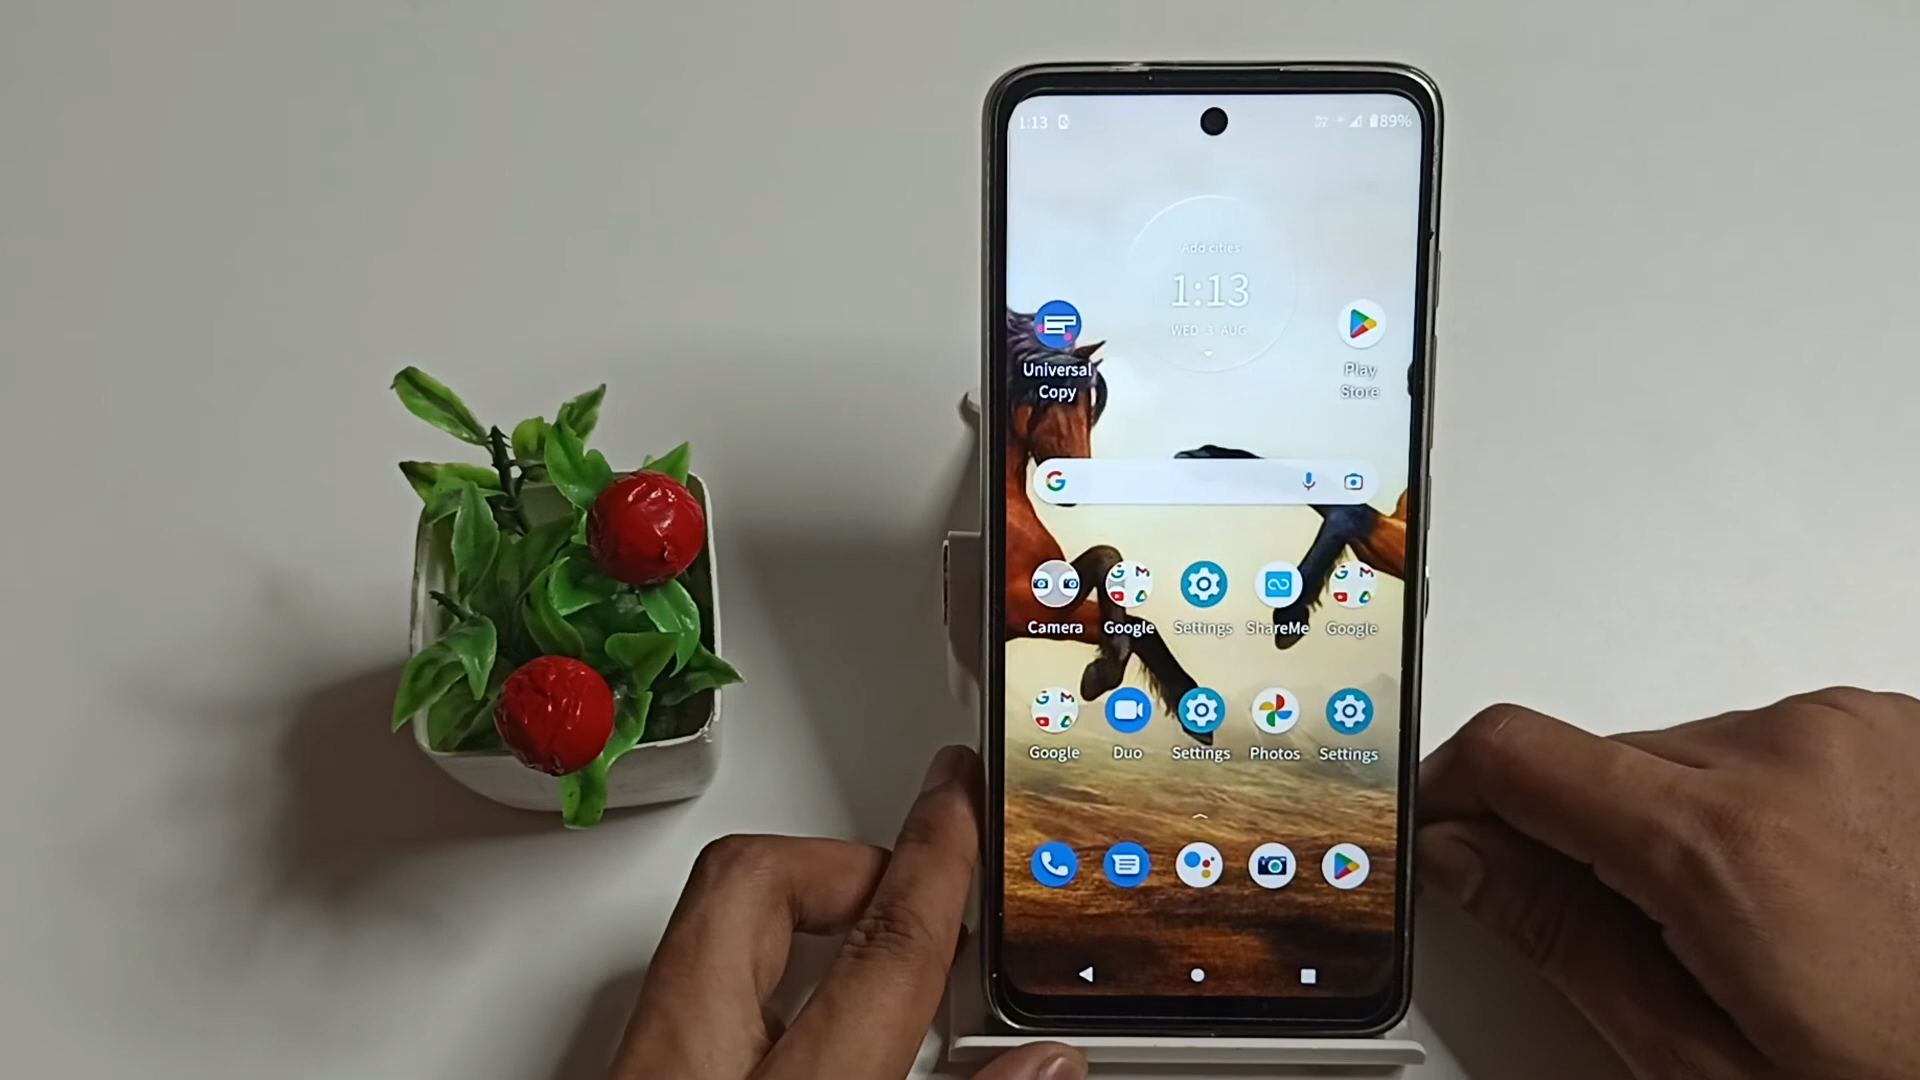 1:13
89%
Add cities
1:13
WED, 3 AUG
Universal
Copy
Play
Store
Camera
Google
Settings
ShareMe
Google
Google
Duo
Settings
Photos
Settings